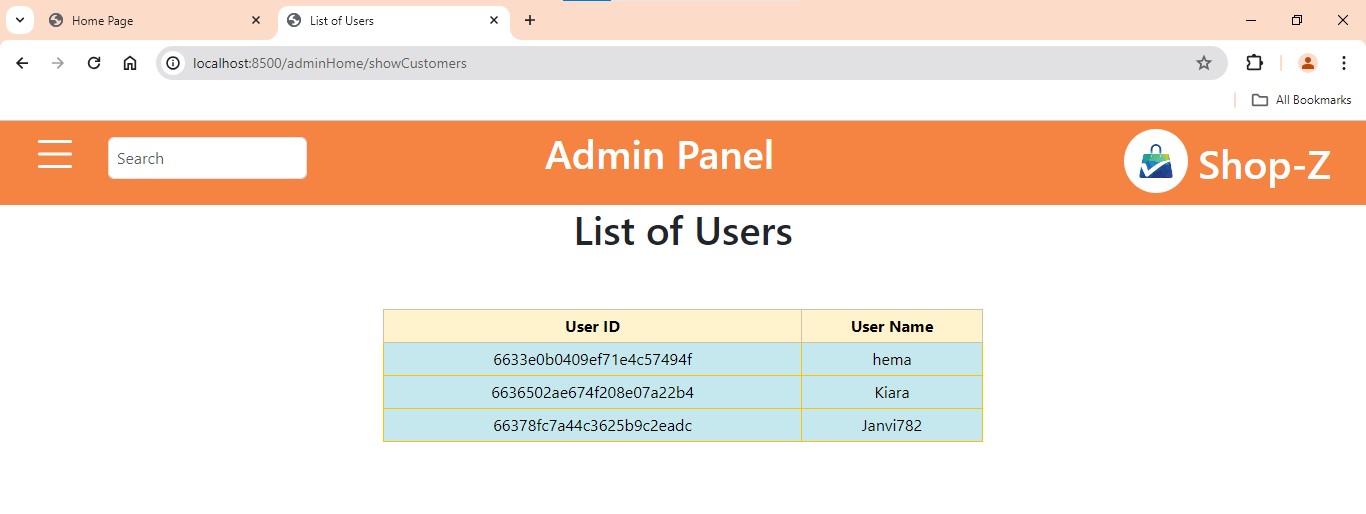 Home Page
List of Users
localhost:8500/adminHome/showCustomers
All Bookmarks
Search
Admin Panel
Shop-Z
List of Users
User ID User Name
6633e0b0409ef71e4c57494f hema
6636502ae674f208e07a22b4 Kiara
66378fc7a44c3625b9c2eadc Janvi782